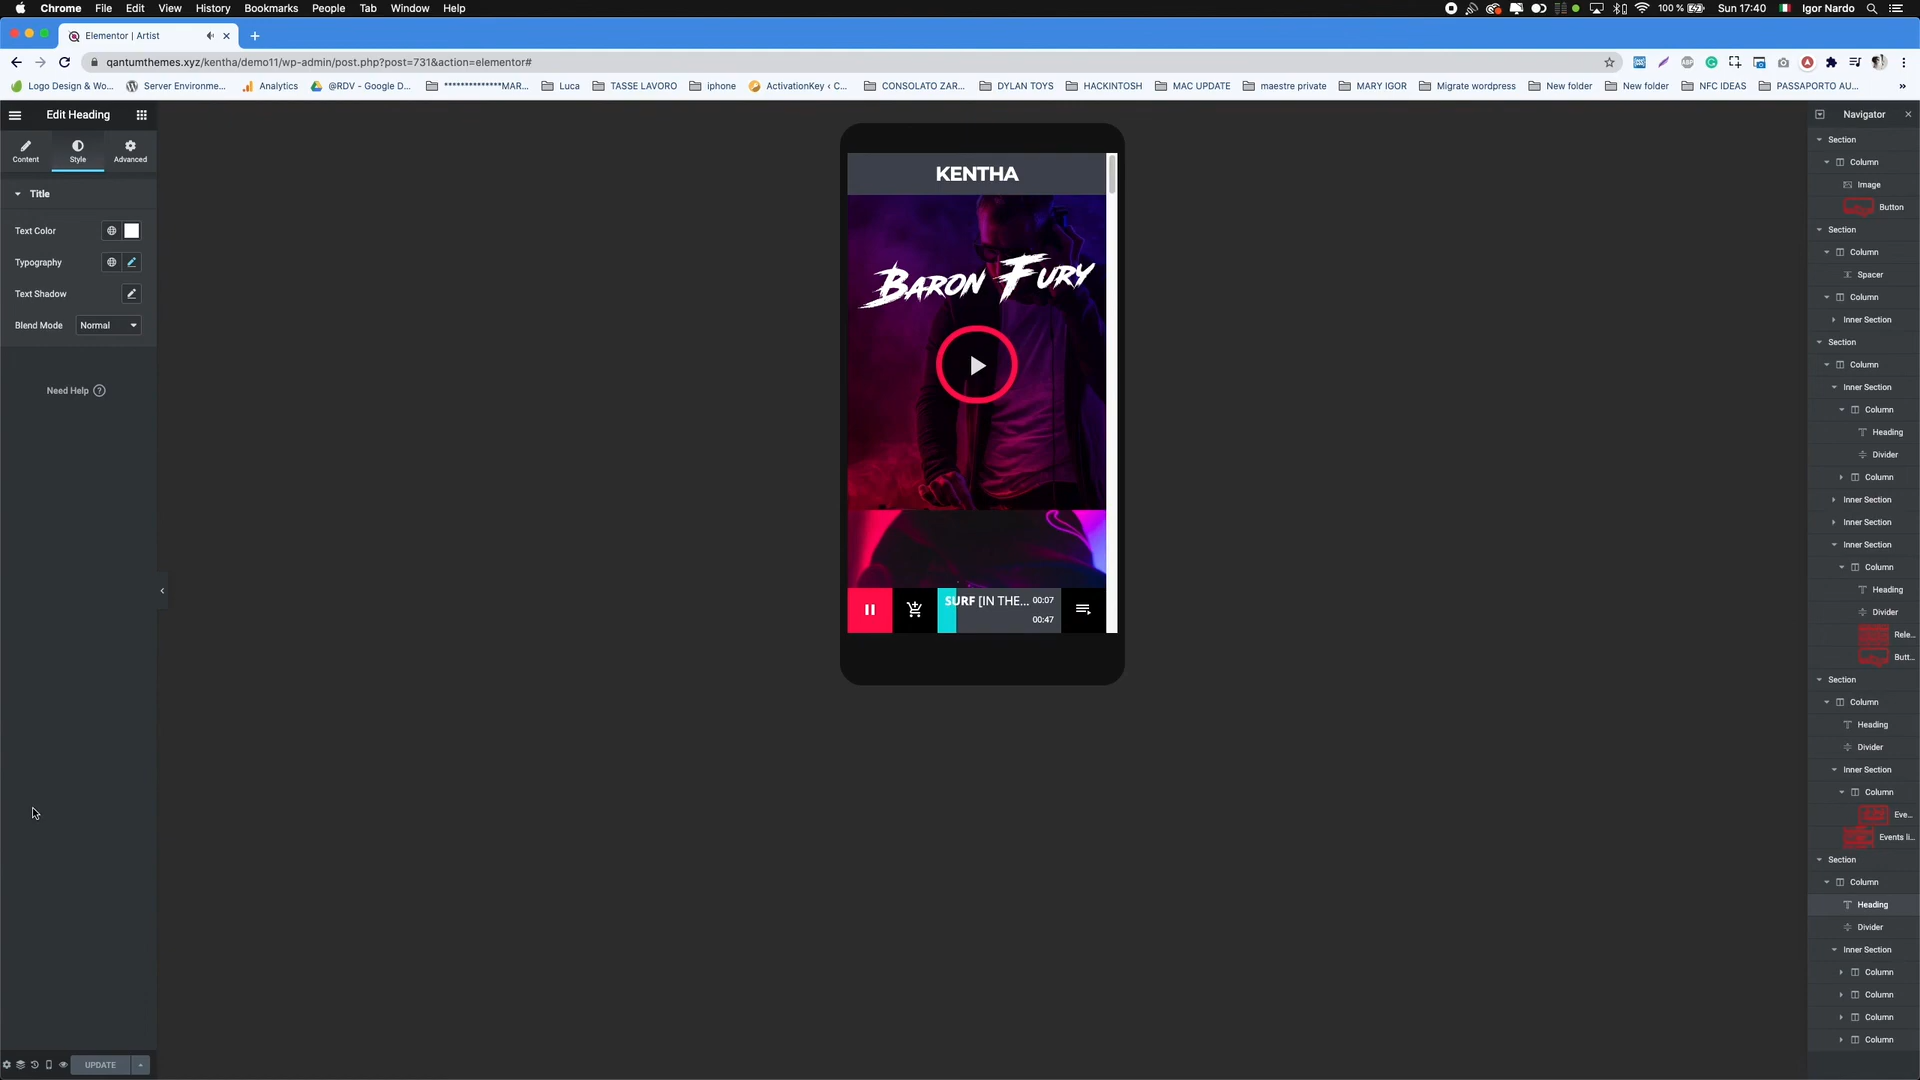 Chrome File Edit View History Bookmarks People Tab Window Help
100 % Sun 17:40 Igor Nardo
Elementor | Artist
qantumthemes.xyz/kentha/demo11/wp-admin/post.php?post=731&action=elementor#
Logo Design & Wo... Server Environme... Analytics @RDV - Google D... **************MAR... Luca TASSE LAVORO iphone ActivationKey < C... CONSOLATO ZAR... DYLAN TOYS HACKINTOSH MAC UPDATE maestre private MARY IGOR Migrate wordpress New folder New folder NFC IDEAS PASSAPORTO AU... »
Edit Heading
Content Style Advanced
Title
Text Color
Typography
Text Shadow
Blend Mode Normal
Need Help ?
UPDATE
KENTHA
BARON FURY
SURF [IN THE... 00:07
00:47
Navigator
Section
Column
Image
Button
Section
Column
Spacer
Column
Inner Section
Section
Column
Inner Section
Column
Heading
Divider
Column
Inner Section
Inner Section
Inner Section
Column
Heading
Divider
Rele...
Butt...
Section
Column
Heading
Divider
Inner Section
Column
Eve...
Events li...
Section
Column
Heading
Divider
Inner Section
Column
Column
Column
Column